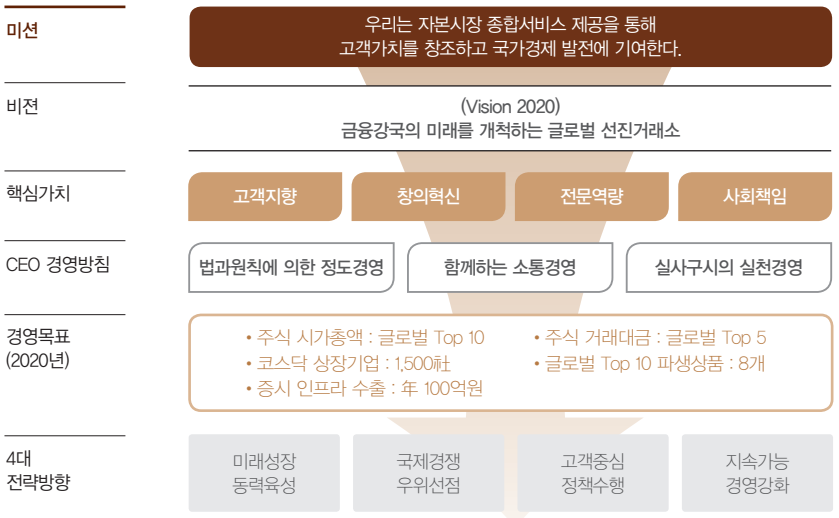 미션
우리는 자본시장 종합서비스 제공을 통해
고객가치를 창조하고 국가경제 발전에 기여한다.
비젼
(Vision 2020)
금융강국의 미래를 개척하는 글로벌 선진거래소
핵심가치
고객지향
창의혁신
전문역량
사회책임
CEO 경영방침
법과원칙에 의한 정도경영
함께하는 소통경영
실사구시의 실천경영
경영목표
(2020년)
• 주식 시가총액 : 글로벌 Top 10
• 주식 거래대금 : 글로벌 Top 5
• 코스닥 상장기업 : 1,500社
• 글로벌 Top 10 파생상품 : 8개
• 증시 인프라 수출 : 年 100억원
4대
전략방향
미래성장
동력육성
국제경쟁
우위선점
고객중심
정책수행
지속가능
경영강화